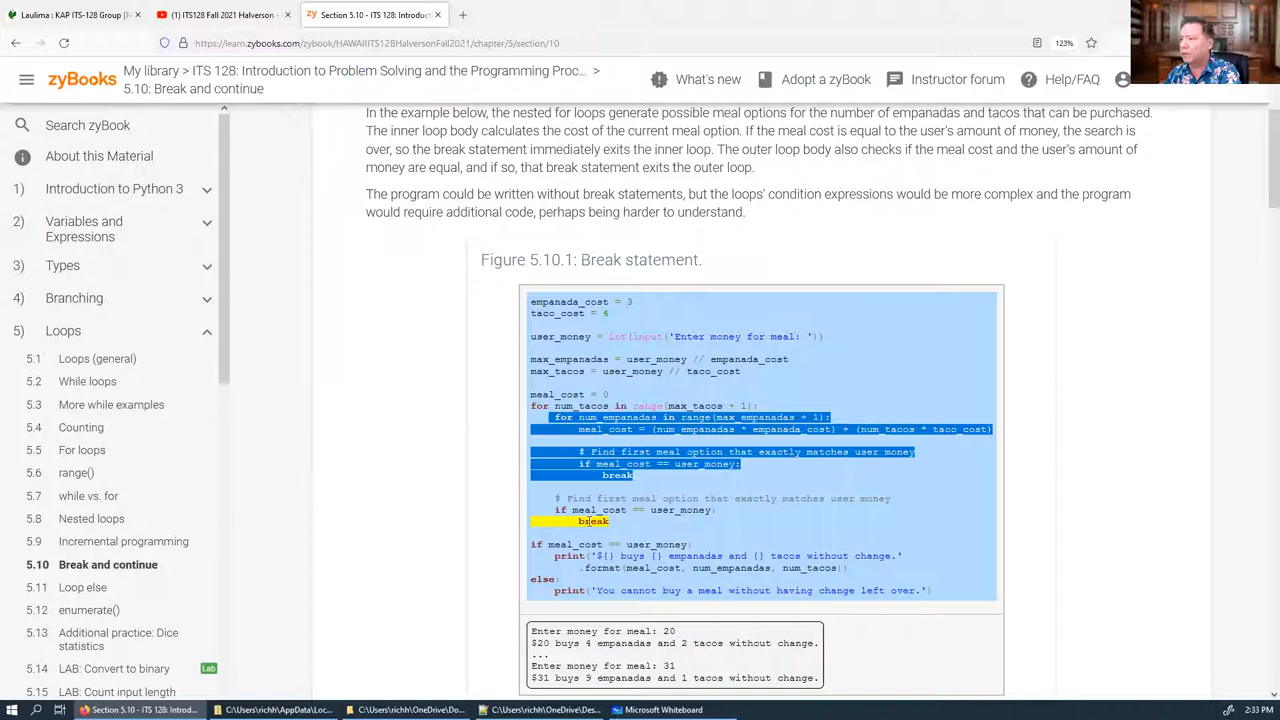 Laulima : KAP ITS-128 Group [F
(1) ITS128 Fall 2021 Halverson -
Section 5.10 - ITS 128: Introduct
https://learn.zybooks.com/zybook/HAWAIIITS128HalversonFall2021/chapter/5/section/10
123%
zyBooks
My library > ITS 128: Introduction to Problem Solving and the Programming Proc... >
5.10: Break and continue
What's new
Adopt a zyBook
Instructor forum
Help/FAQ
Search zyBook
About this Material
1) Introduction to Python 3
2) Variables and
Expressions
3) Types
4) Branching
5) Loops
5.1 Loops (general)
5.2 While loops
5.3 More while examples
5.4 Counting
5.5 For loops
5.6 range()
5.7 while vs. for
5.8 Nested loops
5.9 Incremental programming
5.10 Break and continue
5.11 Loop else
5.12 enumerate()
5.13 Additional practice: Dice
statistics
5.14 LAB: Convert to binary
Lab
5.15 LAB: Count input length
In the example below, the nested for loops generate possible meal options for the number of empanadas and tacos that can be purchased.
The inner loop body calculates the cost of the current meal option. If the meal cost is equal to the user's amount of money, the search is
over, so the break statement immediately exits the inner loop. The outer loop body also checks if the meal cost and the user's amount of
money are equal, and if so, that break statement exits the outer loop.
The program could be written without break statements, but the loops' condition expressions would be more complex and the program
would require additional code, perhaps being harder to understand.
Figure 5.10.1: Break statement.
empanada_cost = 3
taco_cost = 4
user_money = int(input('Enter money for meal: '))
max_empanadas = user_money // empanada_cost
max_tacos = user_money // taco_cost
meal_cost = 0
for num_tacos in range(max_tacos + 1):
for num_empanadas in range(max_empanadas + 1):
meal_cost = (num_empanadas * empanada_cost) + (num_tacos * taco_cost)
# Find first meal option that exactly matches user money
if meal_cost == user_money:
break
# Find first meal option that exactly matches user money
if meal_cost == user_money:
break
if meal_cost == user_money:
print('${} buys {} empanadas and {} tacos without change.'
.format(meal_cost, num_empanadas, num_tacos))
else:
print('You cannot buy a meal without having change left over.')
Enter money for meal: 20
$20 buys 4 empanadas and 2 tacos without change.
...
Enter money for meal: 31
$31 buys 9 empanadas and 1 tacos without change.
Section 5.10 - ITS 128: Introd...
C:\Users\richh\AppData\Loc...
C:\Users\richh\OneDrive\Do...
C:\Users\richh\OneDrive\Des...
Microsoft Whiteboard
2:33 PM